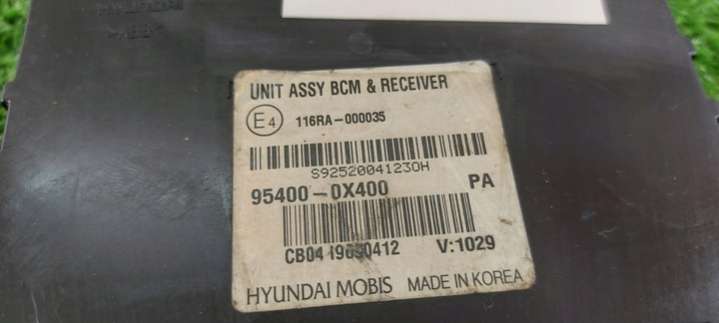 UNIT ASSY BCM & RECEIVER
E4 116RA-000035
S92520041230H
95400-0X400 PA
V:1029
HYUNDAI MOBIS MADE IN KOREA